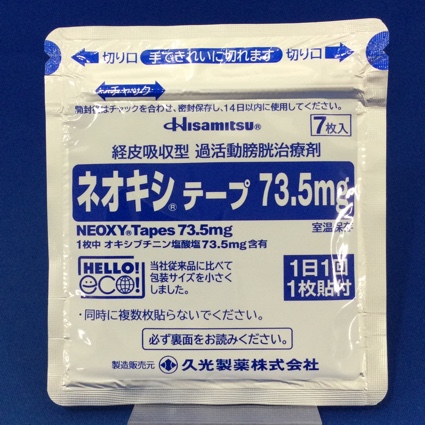 切り口 手できれいに切れます 切り口
開封後はチャックを合わせ、密封保存し、14日以内に使用してください。
Hisamitsu® 7枚入
経皮吸収型 過活動膀胱治療剤
ネオキシ®テープ 73.5mg
NEOXY®Tapes 73.5mg 室温保存
1枚中 オキシブチニン塩酸塩73.5mg含有
HELLO! eco!
当社従来品に比べて
包装サイズを小さく
しました。
1日1回
1枚貼付
・同時に複数枚貼らないでください。
必ず裏面をお読みください。
製造販売元 久光製薬株式会社